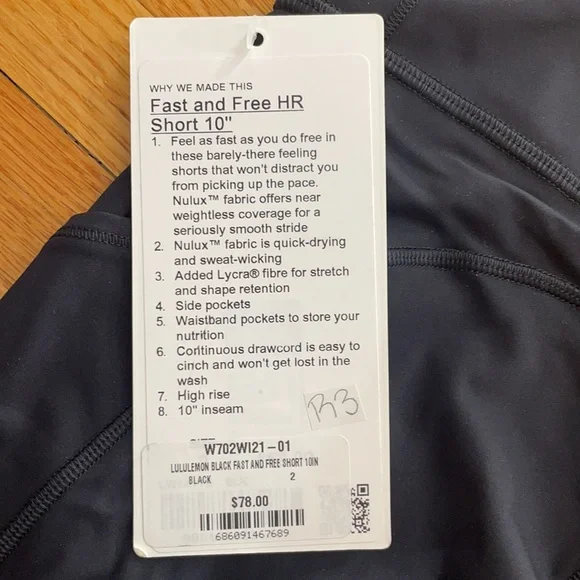 WHY WE MADE THIS
Fast and Free HR
Short 10"
1. Feel as fast as you do free in
these barely-there feeling
shorts that won't distract you
from picking up the pace.
Nulux™ fabric offers near
weightless coverage for a
seriously smooth stride
2. Nulux™ fabric is quick-drying
and sweat-wicking
3. Added Lycra® fibre for stretch
and shape retention
4. Side pockets
5. Waistband pockets to store your
nutrition
6. Continuous drawcord is easy to
cinch and won't get lost in the
wash
7. High rise
8. 10" inseam
W702WI21-01
LULULEMON BLACK FAST AND FREE SHORT 10IN
BLACK 2
$78.00
686091467689